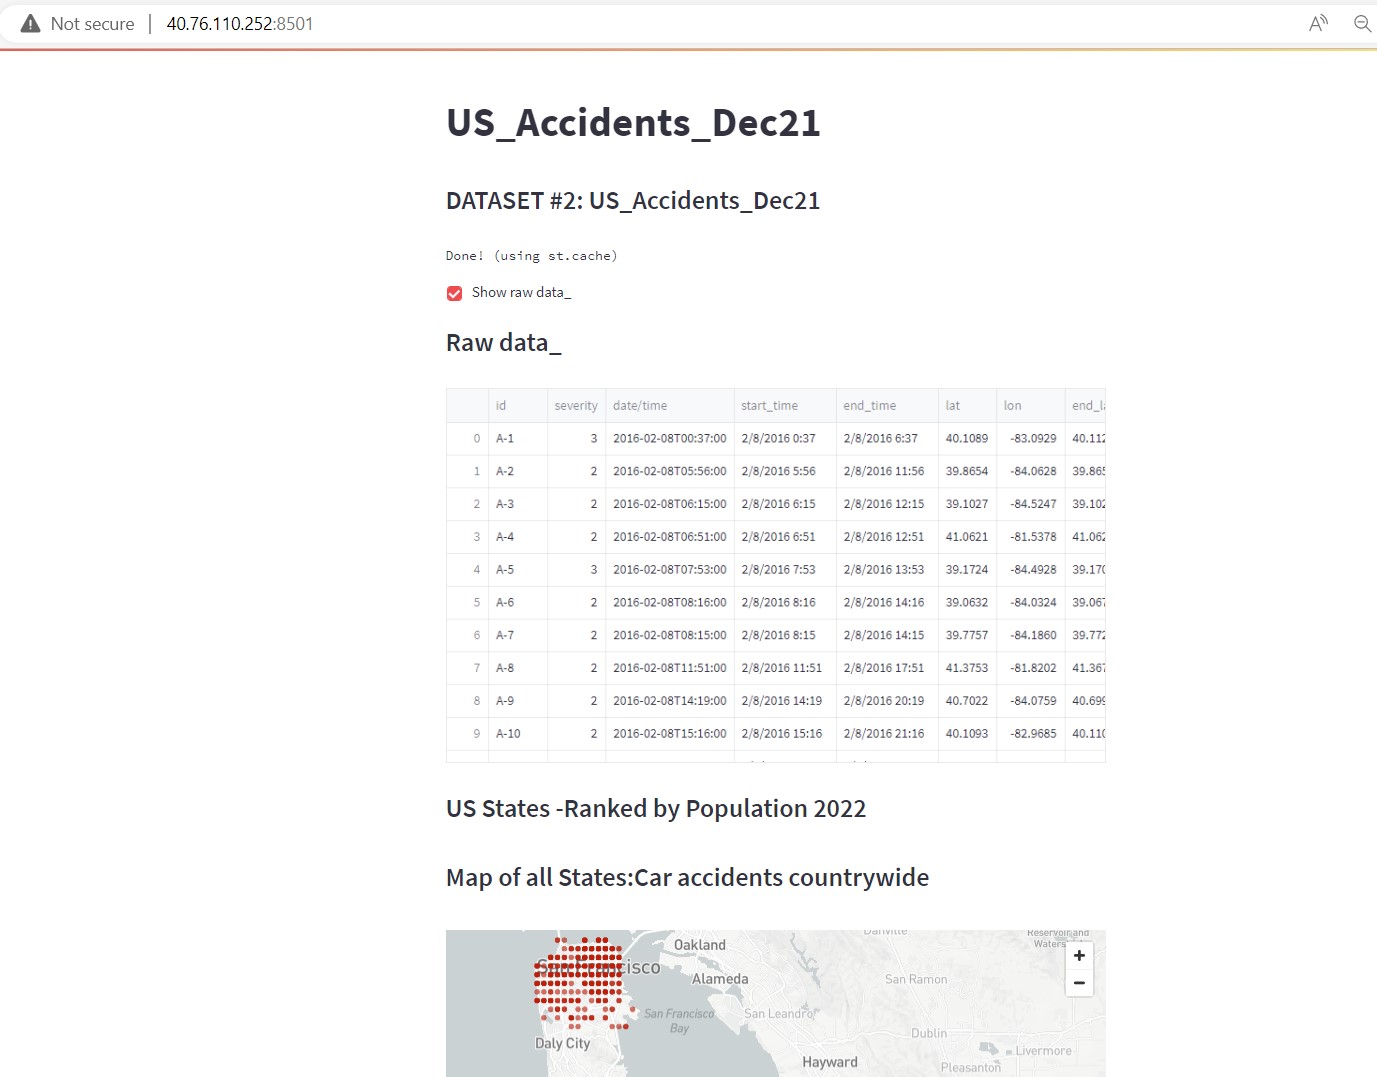 Not secure | 40.76.110.252:8501
US_Accidents_Dec21
DATASET #2: US_Accidents_Dec21
Done! (using st.cache)
Show raw data_
Raw data_
id severity date/time start_time end_time lat lon end_la
0 A-1 3 2016-02-08T00:37:00 2/8/2016 0:37 2/8/2016 6:37 40.1089 -83.0929 40.112
1 A-2 2 2016-02-08T05:56:00 2/8/2016 5:56 2/8/2016 11:56 39.8654 -84.0628 39.865
2 A-3 2 2016-02-08T06:15:00 2/8/2016 6:15 2/8/2016 12:15 39.1027 -84.5247 39.102
3 A-4 2 2016-02-08T06:51:00 2/8/2016 6:51 2/8/2016 12:51 41.0621 -81.5378 41.062
4 A-5 3 2016-02-08T07:53:00 2/8/2016 7:53 2/8/2016 13:53 39.1724 -84.4928 39.170
5 A-6 2 2016-02-08T08:16:00 2/8/2016 8:16 2/8/2016 14:16 39.0632 -84.0324 39.067
6 A-7 2 2016-02-08T08:15:00 2/8/2016 8:15 2/8/2016 14:15 39.7757 -84.1860 39.772
7 A-8 2 2016-02-08T11:51:00 2/8/2016 11:51 2/8/2016 17:51 41.3753 -81.8202 41.367
8 A-9 2 2016-02-08T14:19:00 2/8/2016 14:19 2/8/2016 20:19 40.7022 -84.0759 40.699
9 A-10 2 2016-02-08T15:16:00 2/8/2016 15:16 2/8/2016 21:16 40.1093 -82.9685 40.110
US States -Ranked by Population 2022
Map of all States:Car accidents countrywide
Danville
Reservoir and
Waters
Oakland
San Francisco
Alameda
San Ramon
San Francisco
Bay
San Leandro
Daly City
Dublin
Livermore
Hayward
Pleasanton
+
−